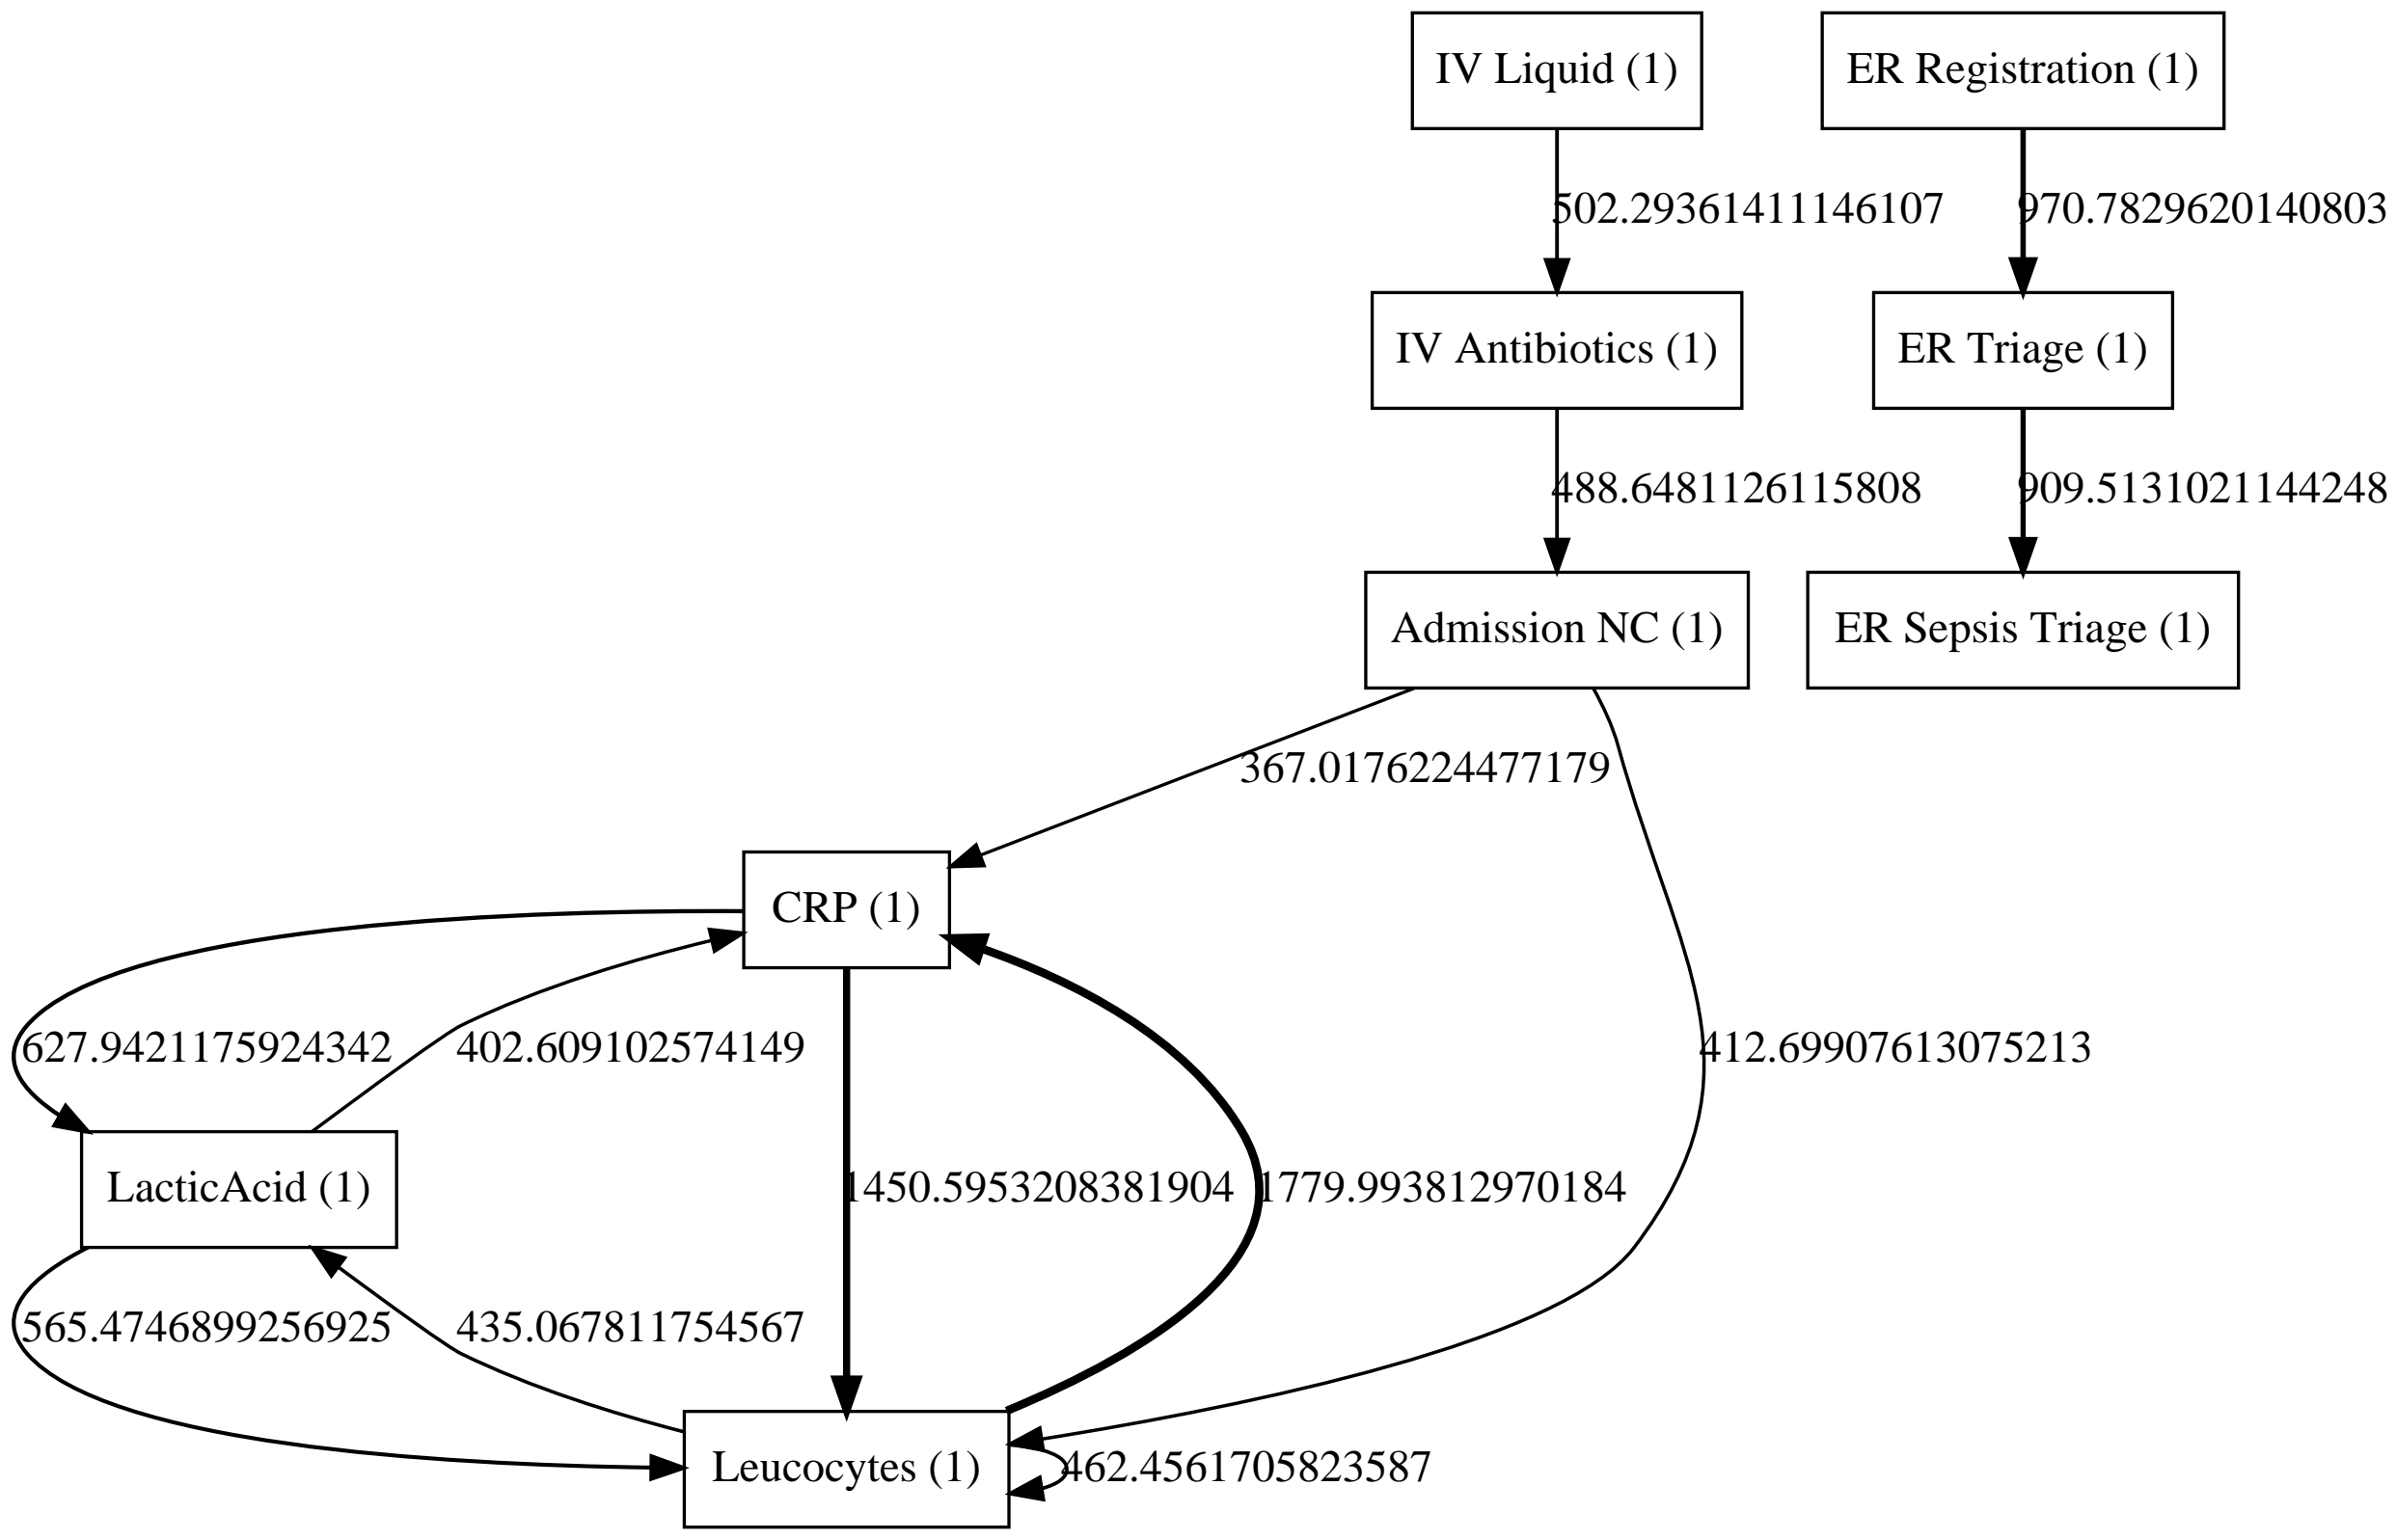 IV Liquid (1)
ER Registration (1)
502.29361411146107
970.7829620140803
IV Antibiotics (1)
ER Triage (1)
488.6481126115808
909.5131021144248
Admission NC (1)
ER Sepsis Triage (1)
367.0176224477179
CRP (1)
627.9421175924342
402.609102574149
412.69907613075213
LacticAcid (1)
1450.5953208381904
1779.993812970184
565.4746899256925
435.067811754567
Leucocytes (1)
462.4561705823587